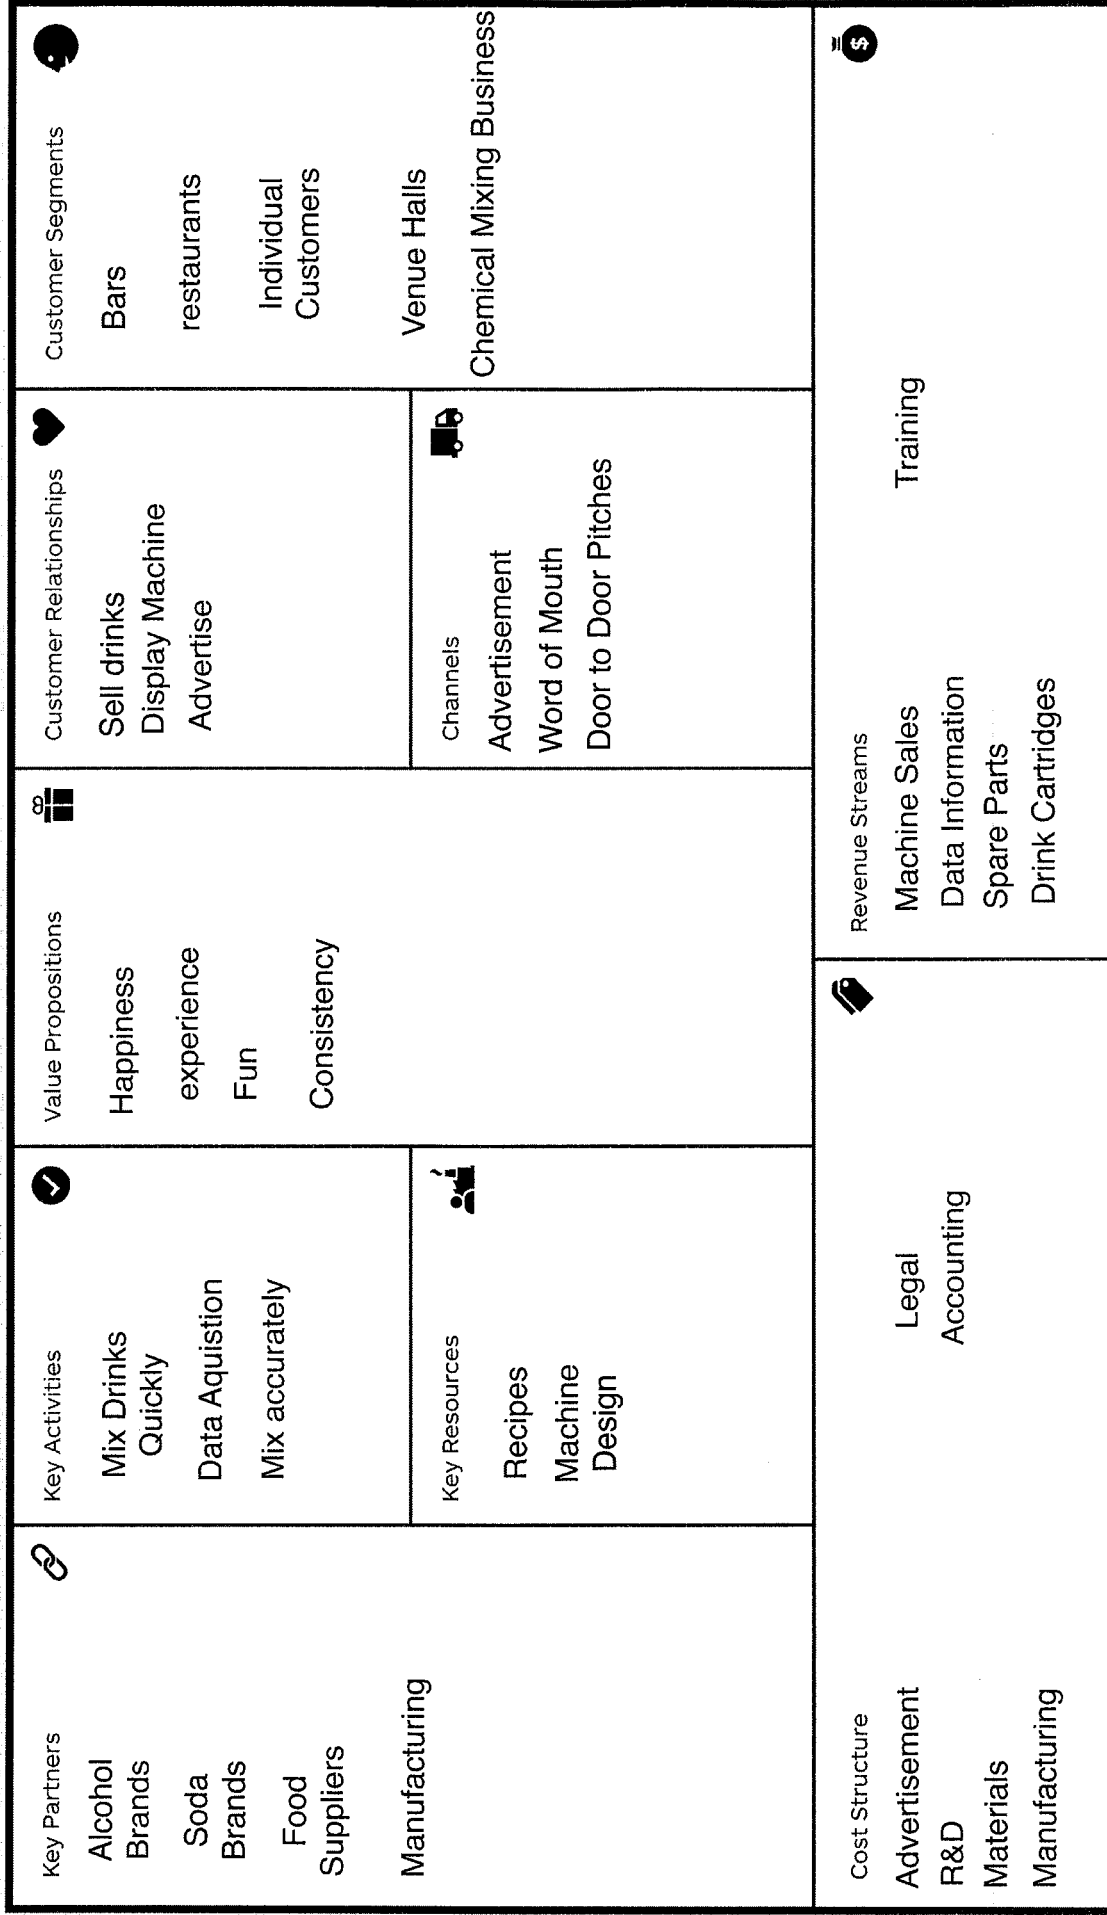 Key Partners
Alcohol
Brands
Soda
Brands
Food
Suppliers
Manufacturing
Key Activities
Mix Drinks
Quickly
Data Aquistion
Mix accurately
Key Resources
Recipes
Machine
Design
Value Propositions
Happiness
experience
Fun
Consistency
Customer Relationships
Sell drinks
Display Machine
Advertise
Channels
Advertisement
Word of Mouth
Door to Door Pitches
Customer Segments
Bars
restaurants
Individual
Customers
Venue Halls
Chemical Mixing Business
Cost Structure
Advertisement
R&D
Materials
Manufacturing
Legal
Accounting
Revenue Streams
Machine Sales
Data Information
Spare Parts
Drink Cartridges
Training
$